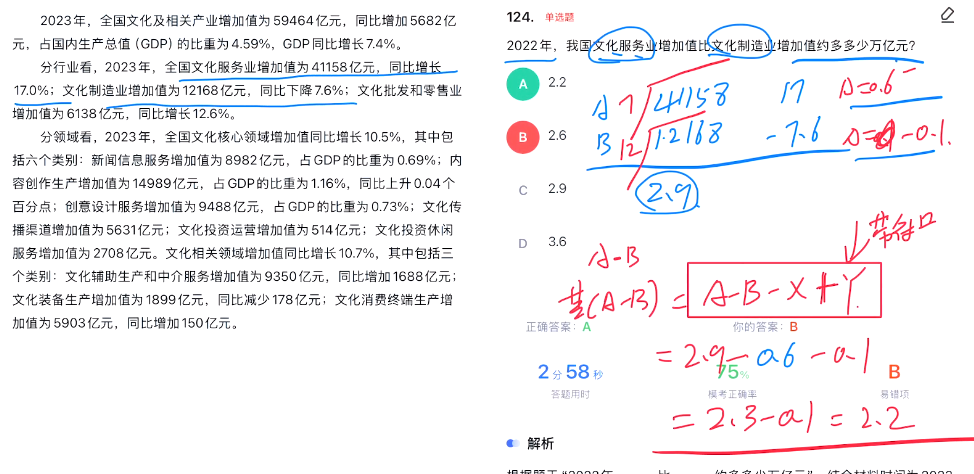 2023年，全国文化及相关产业增加值为59464亿元，同比增加5682亿
元，占国内生产总值（GDP）的比重为4.59%，GDP同比增长7.4%。
分行业看，2023年，全国文化服务业增加值为41158亿元，同比增长
17.0%；文化制造业增加值为12168亿元，同比下降7.6%；文化批发和零售业
增加值为6138亿元，同比增长12.6%。
分领域看，2023年，全国文化核心领域增加值同比增长10.5%，其中包
括六个类别：新闻信息服务增加值为8982亿元，占GDP的比重为0.69%；内
容创作生产增加值为14989亿元，占GDP的比重为1.16%，同比上升0.04个
百分点；创意设计服务增加值为9488亿元，占GDP的比重为0.73%；文化传
播渠道增加值为5631亿元；文化投资运营增加值为514亿元；文化投资休闲
服务增加值为2708亿元。文化相关领域增加值同比增长10.7%，其中包括三
个类别：文化辅助生产和中介服务增加值为9350亿元，同比增加1688亿元；
文化装备生产增加值为1899亿元，同比减少178亿元；文化消费终端生产增
加值为5903亿元，同比增加150亿元。
124. 单选题
2022年，我国文化服务业增加值比文化制造业增加值约多多少万亿元？
A 2.2
A 7 41158 17 A=0.6
B 2.6
B 12 12168 -7.6 -0.1
C 2.9
2.9
D 3.6
A-B
基(A-B) = A-B-X+Y
正确答案：A
你的答案：B
= 2.9-0.6-0.1
2分58秒
75%
B
答题用时
模考正确率
易错项
= 2.3-0.1=2.2
解析